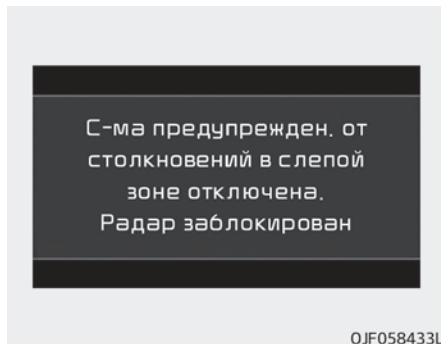 С-ма предупрежден. от
столкновений в слепой
зоне отключена.
Радар заблокирован
OJF058433L